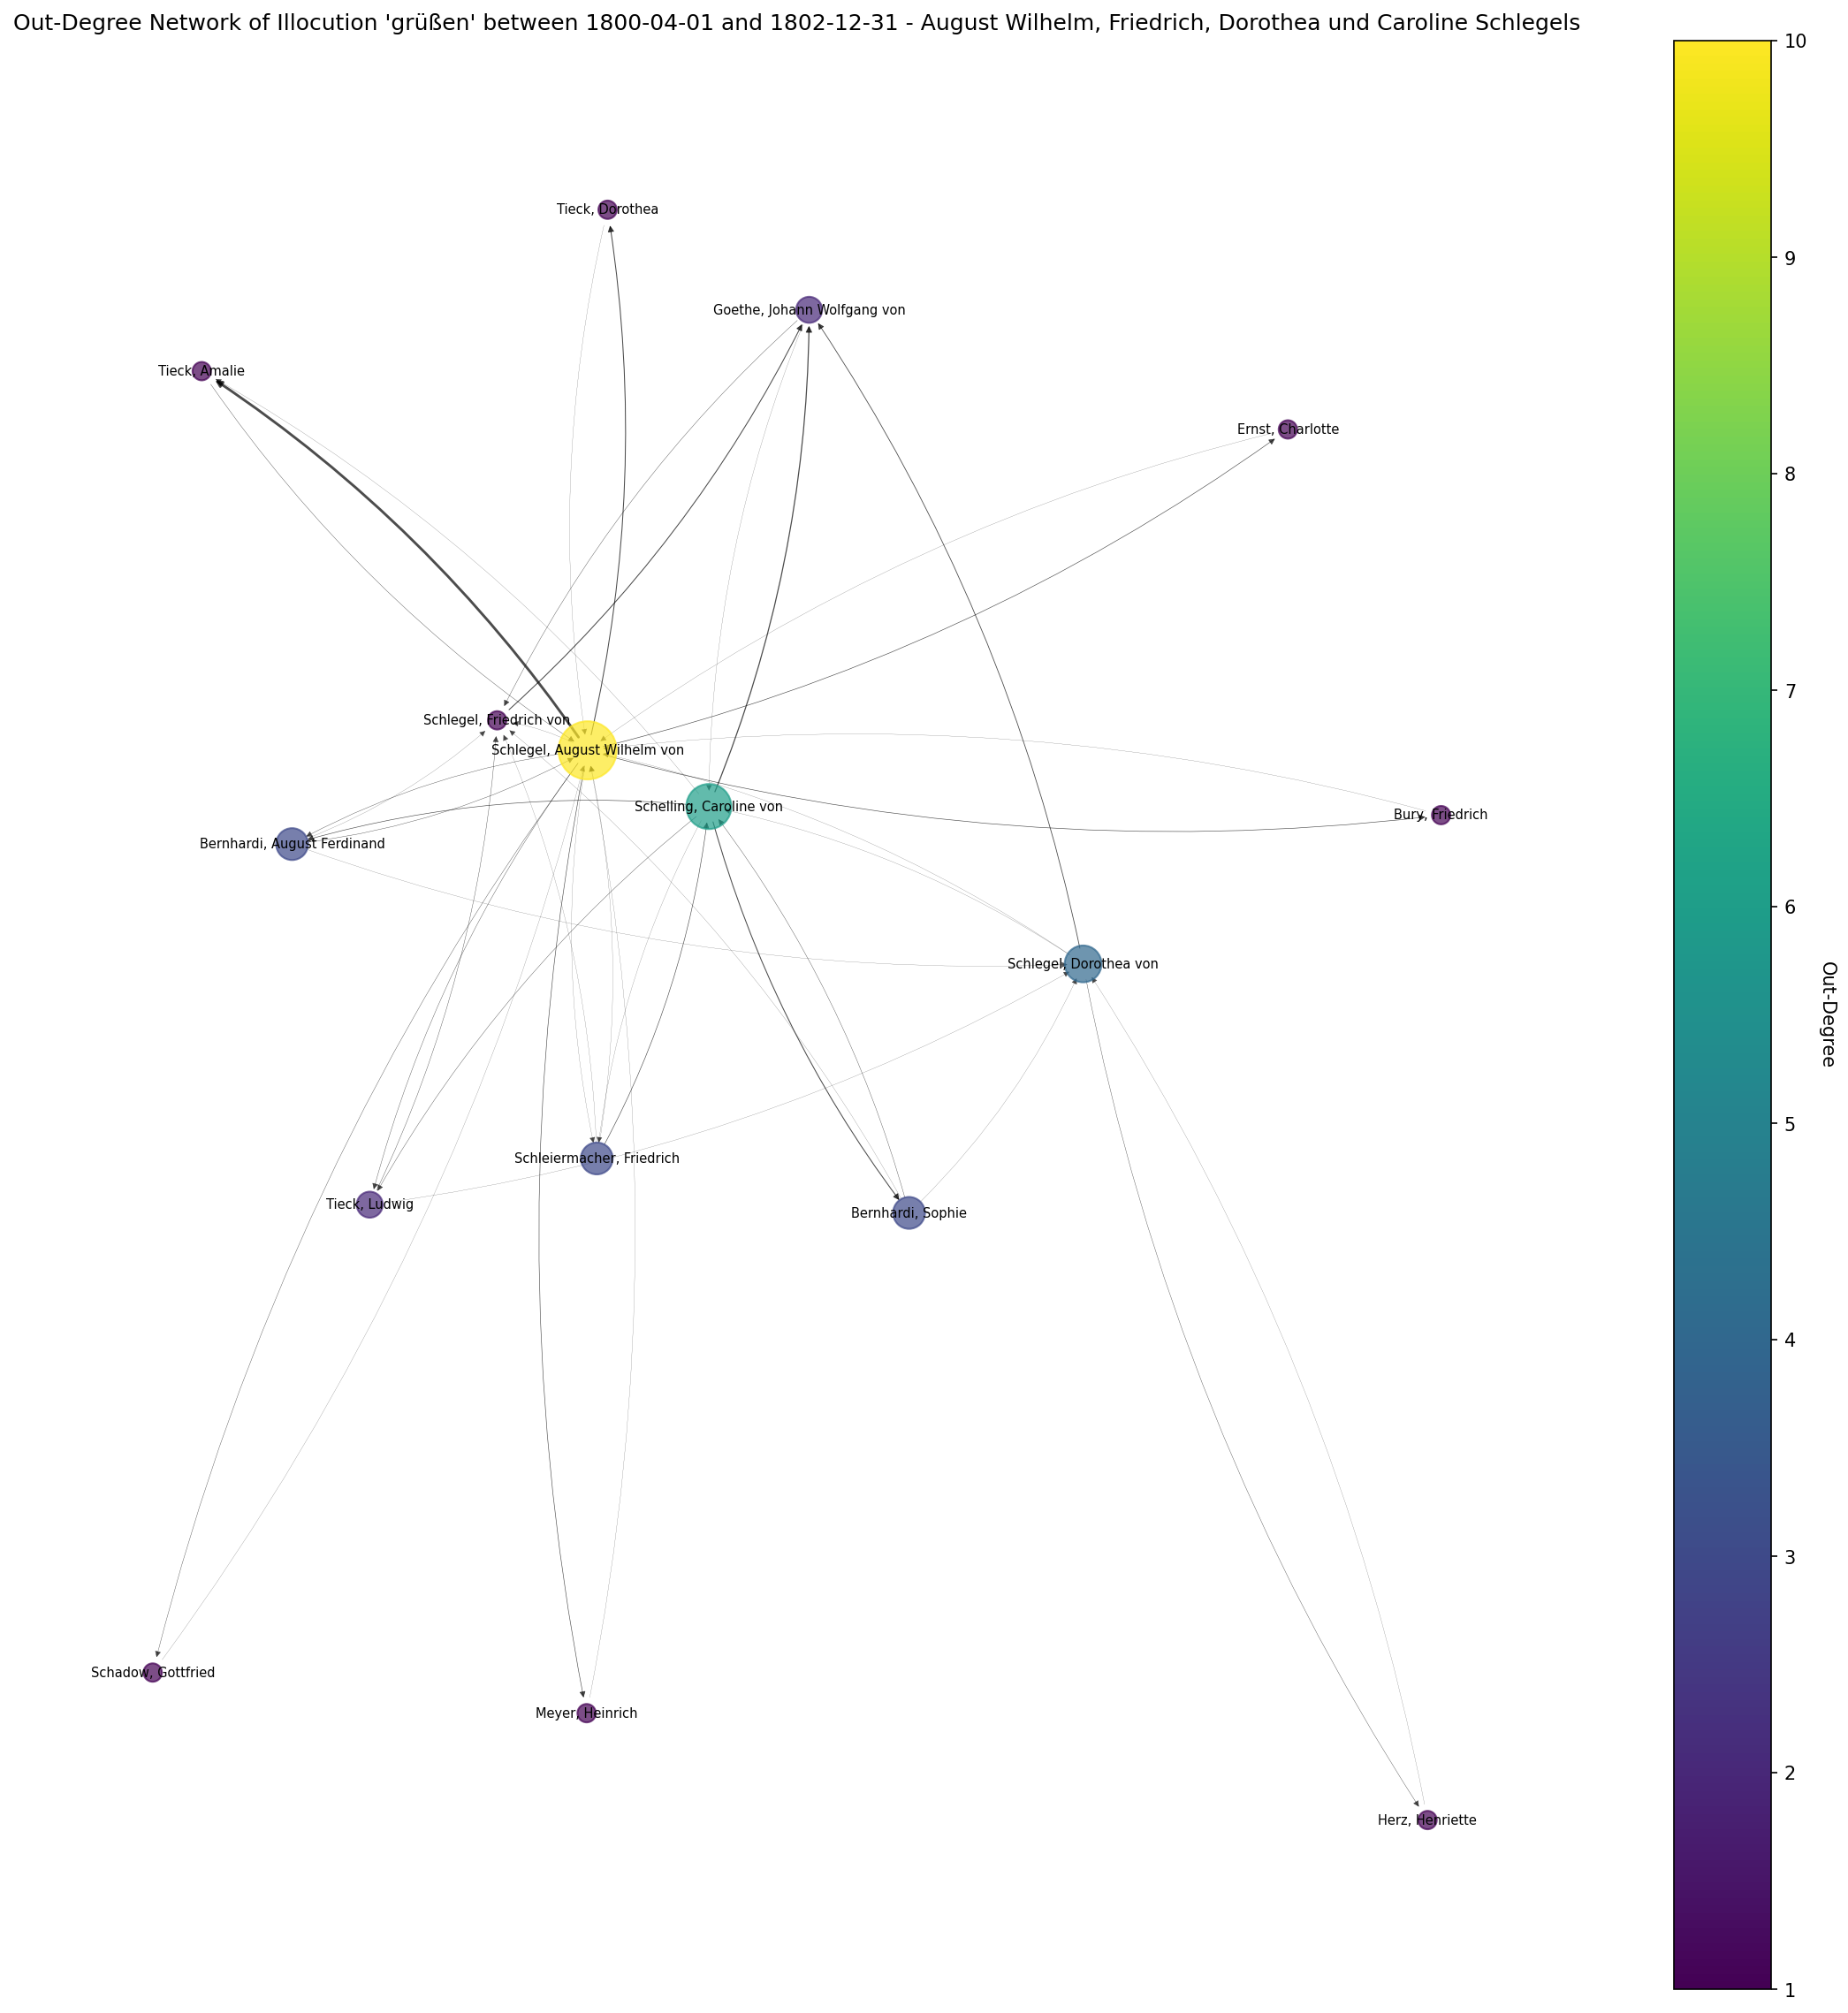 Out-Degree Network of Illocution 'grüßen' between 1800-04-01 and 1802-12-31 - August Wilhelm, Friedrich, Dorothea und Caroline Schlegels
Tieck, Dorothea
Goethe, Johann Wolfgang von
Tieck, Amalie
Ernst, Charlotte
Schlegel, Friedrich von
Schlegel, August Wilhelm von
Schelling, Caroline von
Bury, Friedrich
Bernhardi, August Ferdinand
Schlegel, Dorothea von
Schleiermacher, Friedrich
Tieck, Ludwig
Bernhardi, Sophie
Schadow, Gottfried
Meyer, Heinrich
Herz, Henriette
10
9
8
7
6
5
4
3
2
1
Out-Degree